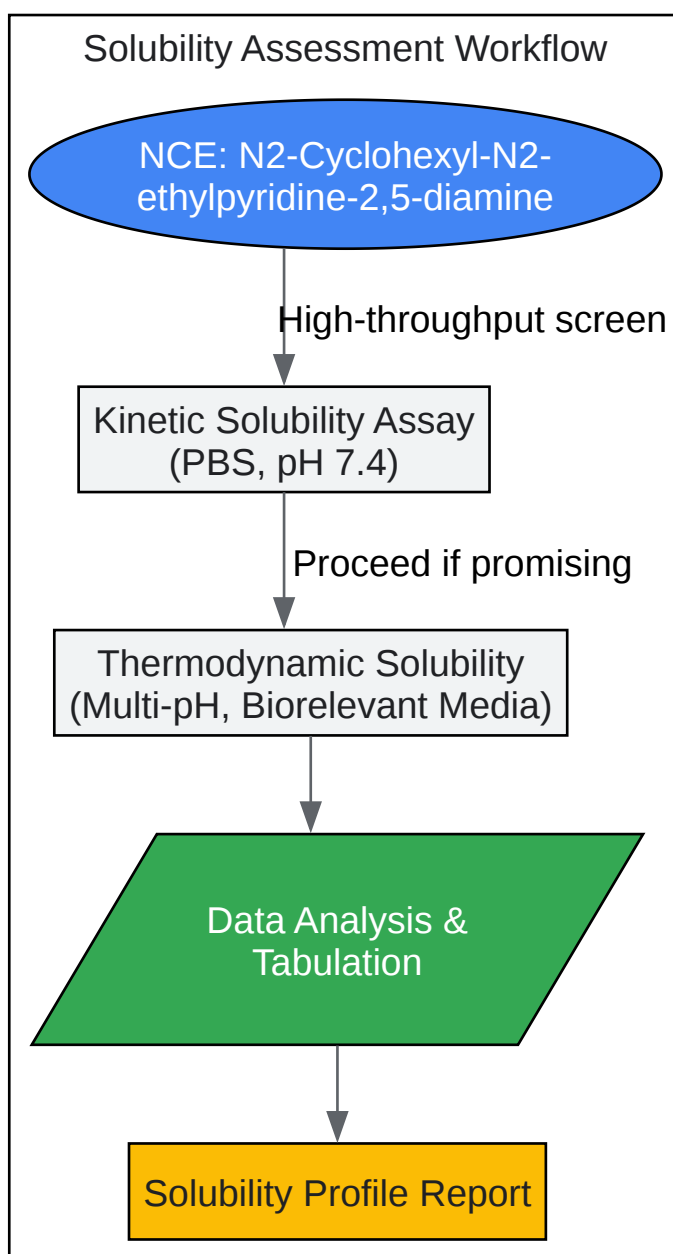 Solubility Assessment Workflow
NCE: N2-Cyclohexyl-N2-
ethylpyridine-2,5-diamine
High-throughput screen
Kinetic Solubility Assay
(PBS, pH 7.4)
Proceed if promising
Thermodynamic Solubility
(Multi-pH, Biorelevant Media)
Data Analysis &
Tabulation
Solubility Profile Report